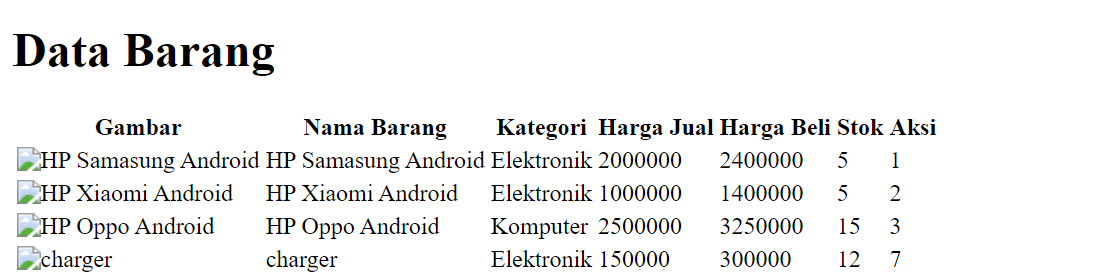 Data Barang
Gambar Nama Barang Kategori Harga Jual Harga Beli Stok Aksi
HP Samasung Android HP Samasung Android Elektronik 2000000 2400000 5 1
HP Xiaomi Android HP Xiaomi Android Elektronik 1000000 1400000 5 2
HP Oppo Android HP Oppo Android Komputer 2500000 3250000 15 3
charger charger Elektronik 150000 300000 12 7